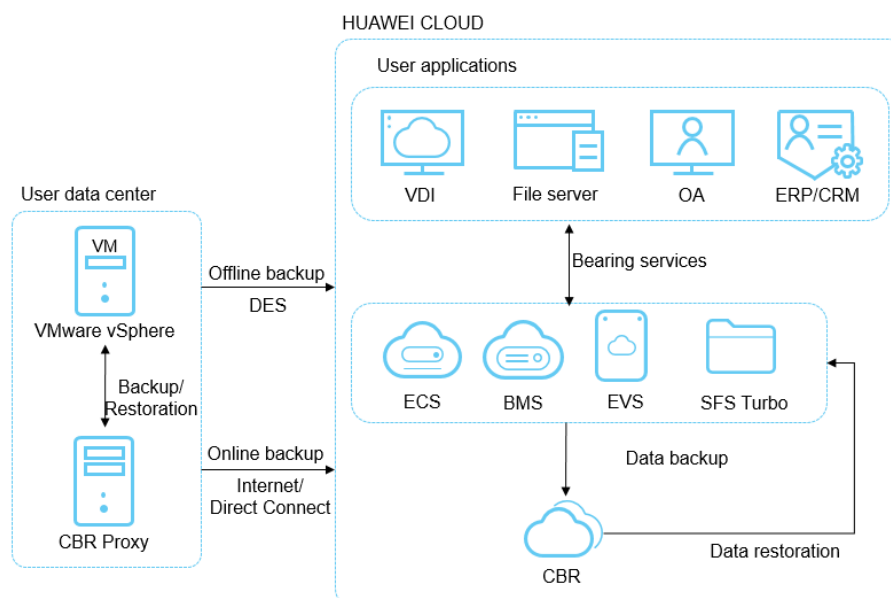 HUAWEI CLOUD
User applications
VDI
File server
OA
ERP/CRM
User data center
VM
VMware vSphere
Backup/
Restoration
CBR Proxy
Offline backup
DES
Online backup
Internet/
Direct Connect
Bearing services
ECS
BMS
EVS
SFS Turbo
Data backup
CBR
Data restoration